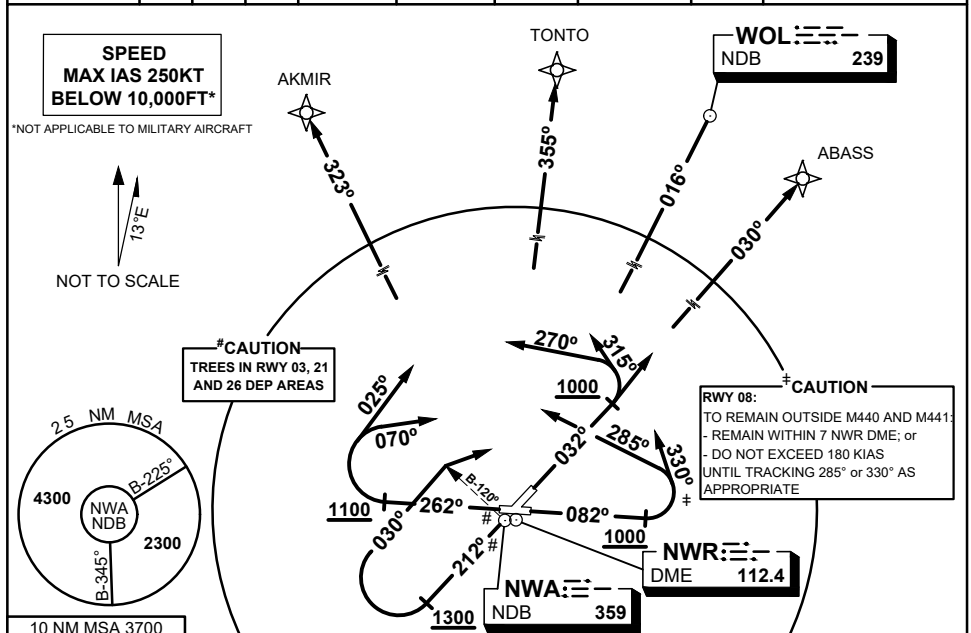 SPEED
MAX IAS 250KT
BELOW 10,000FT*
*NOT APPLICABLE TO MILITARY AIRCRAFT
13°E
NOT TO SCALE
AKMIR
323°
TONTO
355°
WOL
NDB 239
016°
ABASS
030°
#CAUTION
TREES IN RWY 03, 21
AND 26 DEP AREAS
270°
315°
1000
032°
‡CAUTION
RWY 08:
TO REMAIN OUTSIDE M440 AND M441:
- REMAIN WITHIN 7 NWR DME; or
- DO NOT EXCEED 180 KIAS
UNTIL TRACKING 285° or 330° AS
APPROPRIATE
025°
070°
285°
330°
‡
B-120°
1100
262°
#
082°
1000
030°
#
212°
1300
NWR
DME 112.4
NWA
NDB 359
25 NM MSA
B-225°
4300
NWA
NDB
2300
B-345°
10 NM MSA 3700